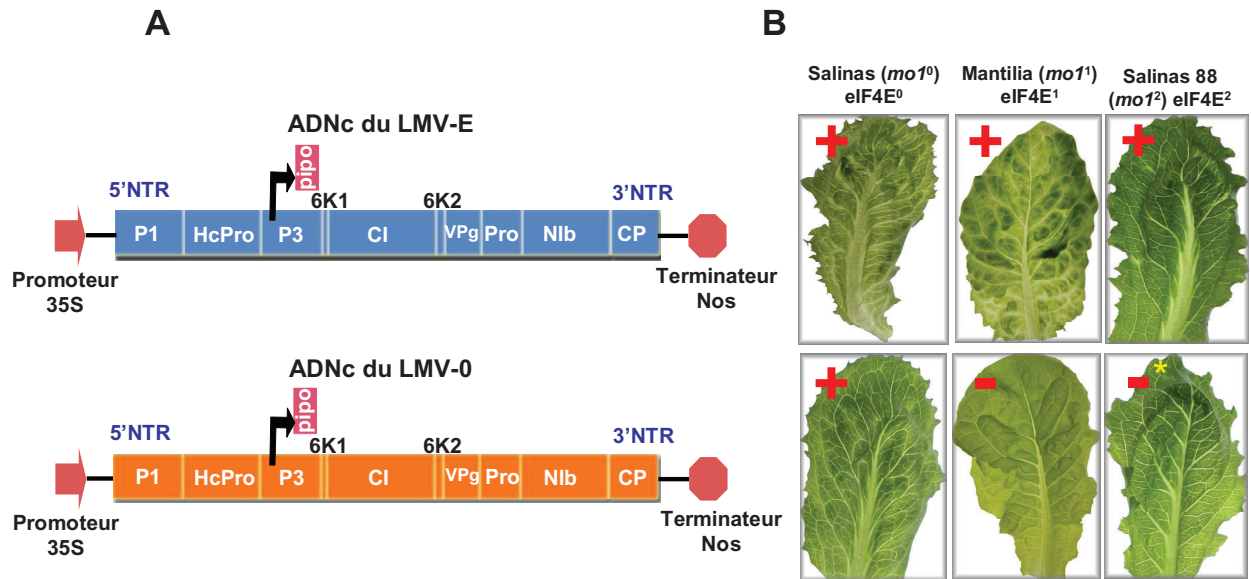 A
ADNc du LMV-E
pipo
5'NTR
6K1
6K2
3'NTR
P1
HcPro
P3
CI
VPg
Pro
NIb
CP
Promoteur
35S
Terminateur
Nos
ADNc du LMV-0
pipo
5'NTR
6K1
6K2
3'NTR
P1
HcPro
P3
CI
VPg
Pro
NIb
CP
Promoteur
35S
Terminateur
Nos
B
Salinas (mo1⁰)
eIF4E⁰
Mantilia (mo1¹)
eIF4E¹
Salinas 88
(mo1²) eIF4E²
+
+
+
+
-
-
*